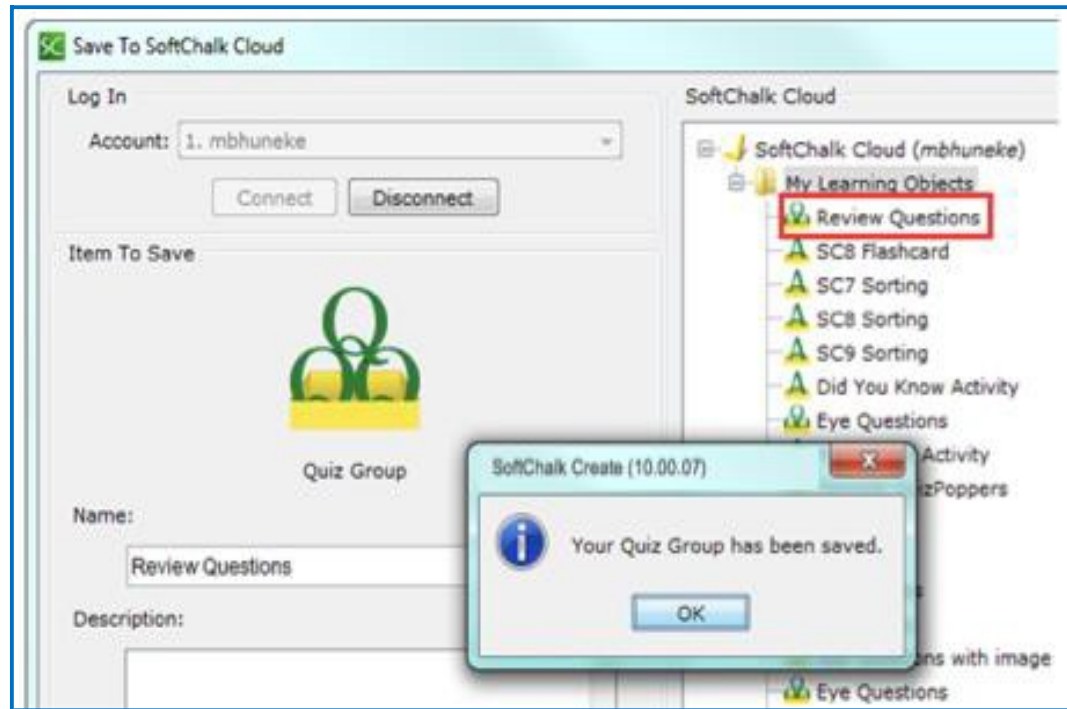 Save To SoftChalk Cloud
Log In
Account: 1. mbhuneke
Connect
Disconnect
Item To Save
Quiz Group
Name:
Review Questions
Description:
SoftChalk Cloud
SoftChalk Cloud (mbhuneke)
My Learning Objects
Review Questions
SC8 Flashcard
SC7 Sorting
SC8 Sorting
SC9 Sorting
Did You Know Activity
Eye Questions
Activity
zPoppers
with image
Eye Questions
SoftChalk Create (10.00.07)
Your Quiz Group has been saved.
OK